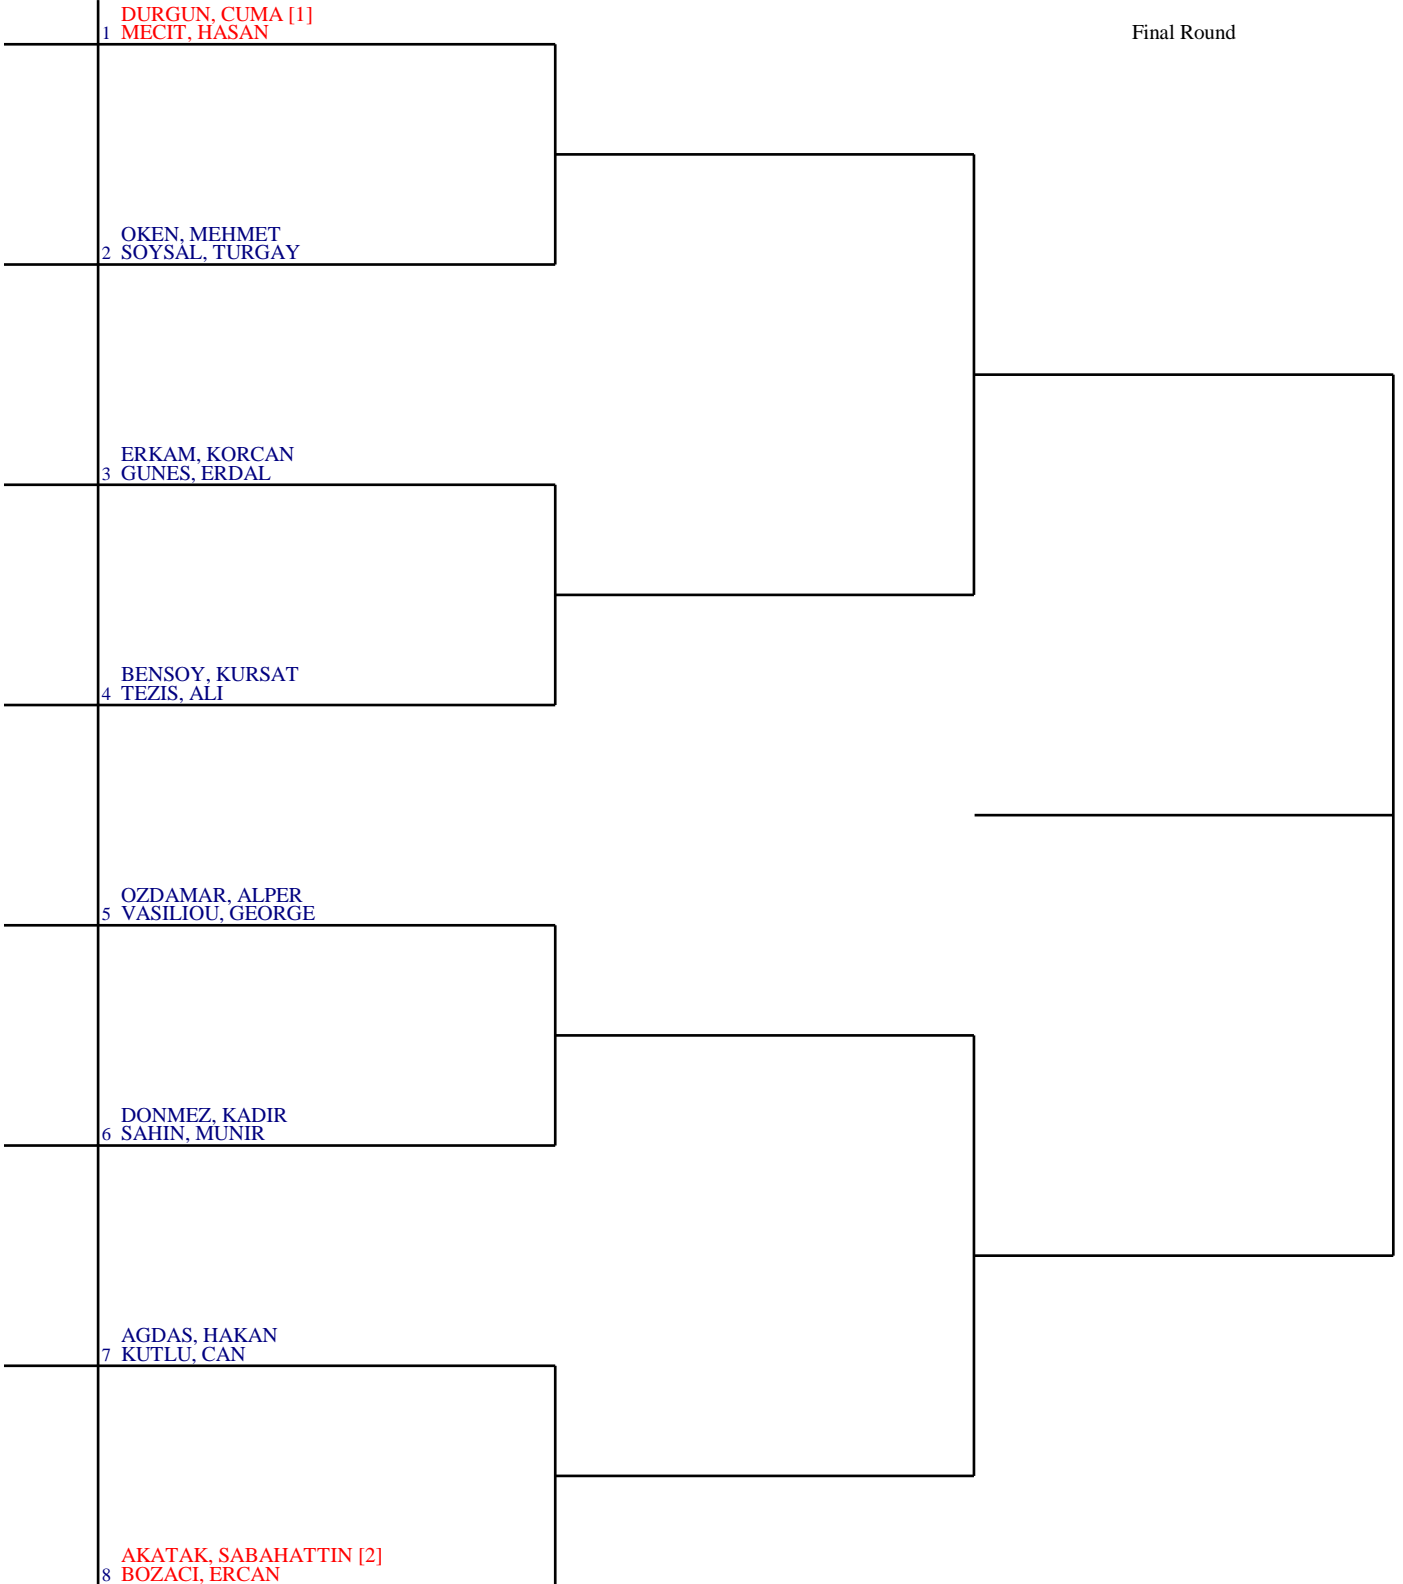 DURGUN, CUMA [1]
1 MECIT, HASAN
Final Round
OKEN, MEHMET
2 SOYSAL, TURGAY
ERKAM, KORCAN
3 GUNES, ERDAL
BENSOY, KURSAT
4 TEZIS, ALI
OZDAMAR, ALPER
5 VASILIOU, GEORGE
DONMEZ, KADIR
6 SAHIN, MUNIR
AGDAS, HAKAN
7 KUTLU, CAN
AKATAK, SABAHATTIN [2]
8 BOZACI, ERCAN